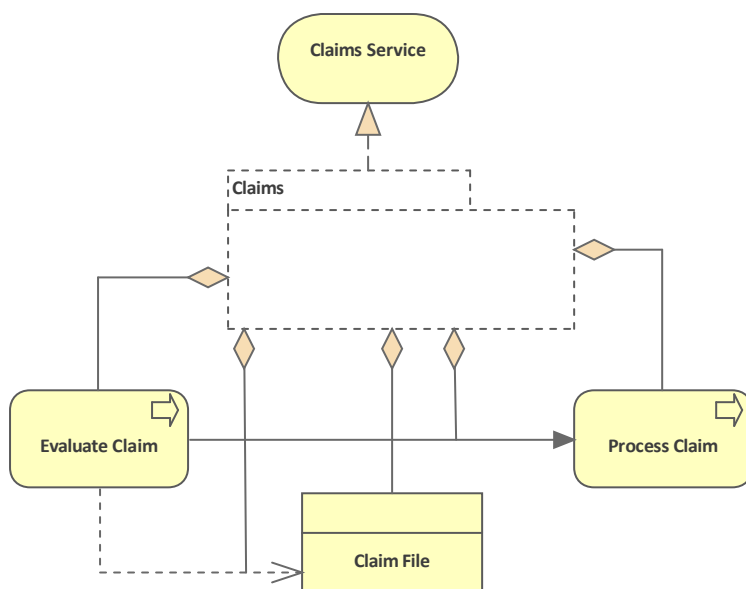 Claims Service
Claims
Evaluate Claim
Process Claim
Claim File